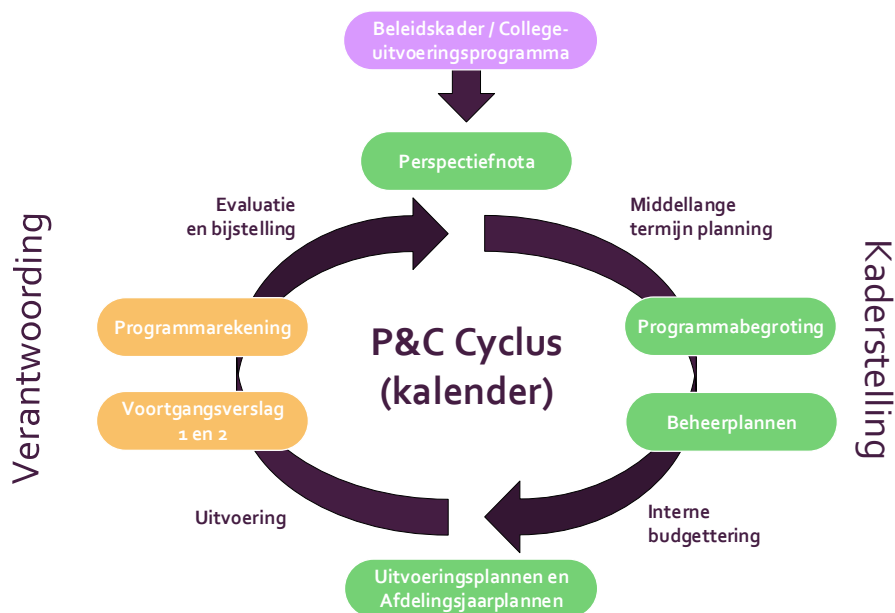 Beleidskader / College-
uitvoeringsprogramma
Perspectiefnota
Evaluatie
en bijstelling
Middellange
termijn planning
Verantwoording
Kaderstelling
Programmarekening
Programmabegroting
P&C Cyclus
(kalender)
Voortgangsverslag
1 en 2
Beheerplannen
Uitvoering
Interne
budgettering
Uitvoeringsplannen en
Afdelingsjaarplannen